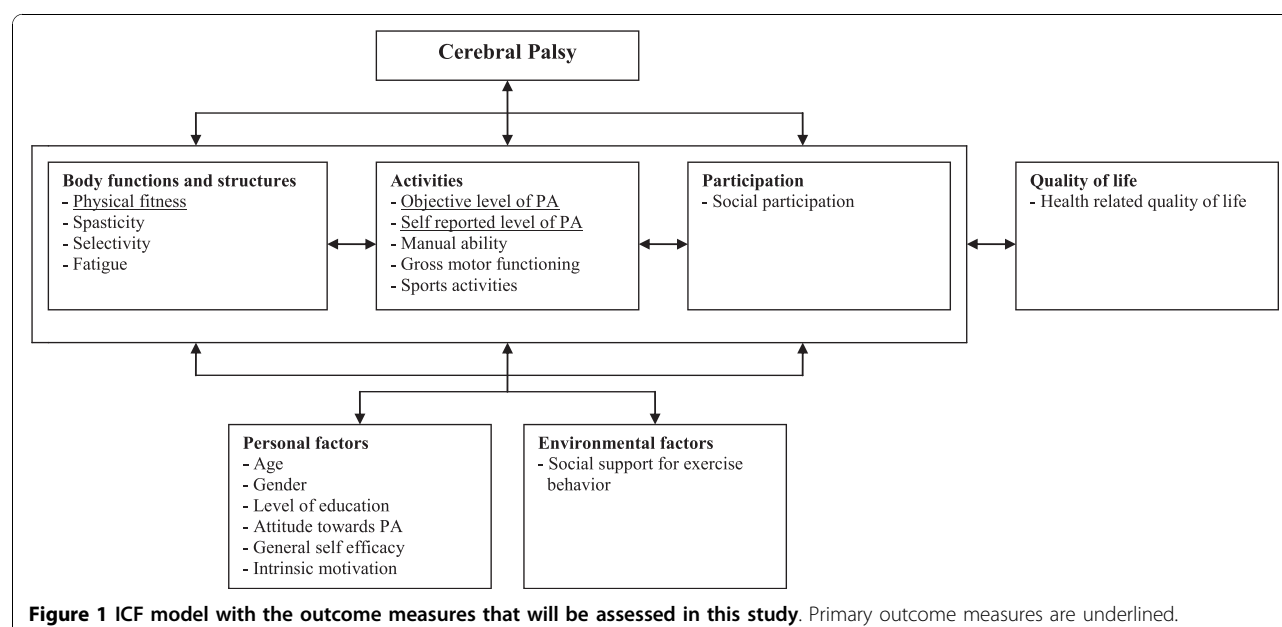 Cerebral Palsy
Body functions and structures
- Physical fitness
- Spasticity
- Selectivity
- Fatigue
Activities
- Objective level of PA
- Self reported level of PA
- Manual ability
- Gross motor functioning
- Sports activities
Participation
- Social participation
Quality of life
- Health related quality of life
Personal factors
- Age
- Gender
- Level of education
- Attitude towards PA
- General self efficacy
- Intrinsic motivation
Environmental factors
- Social support for exercise
behavior
Figure 1 ICF model with the outcome measures that will be assessed in this study. Primary outcome measures are underlined.